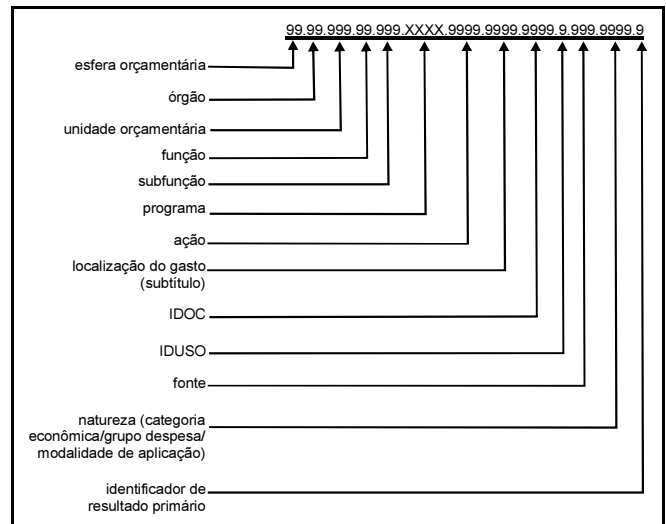 99.99.999.99.999.XXXX.9999.9999.9999.9.999.9999.9
esfera orçamentária
órgão
unidade orçamentária
função
subfunção
programa
ação
localização do gasto
(subtítulo)
IDOC
IDUSO
fonte
natureza (categoria
econômica/grupo despesa/
modalidade de aplicação)
identificador de
resultado primário